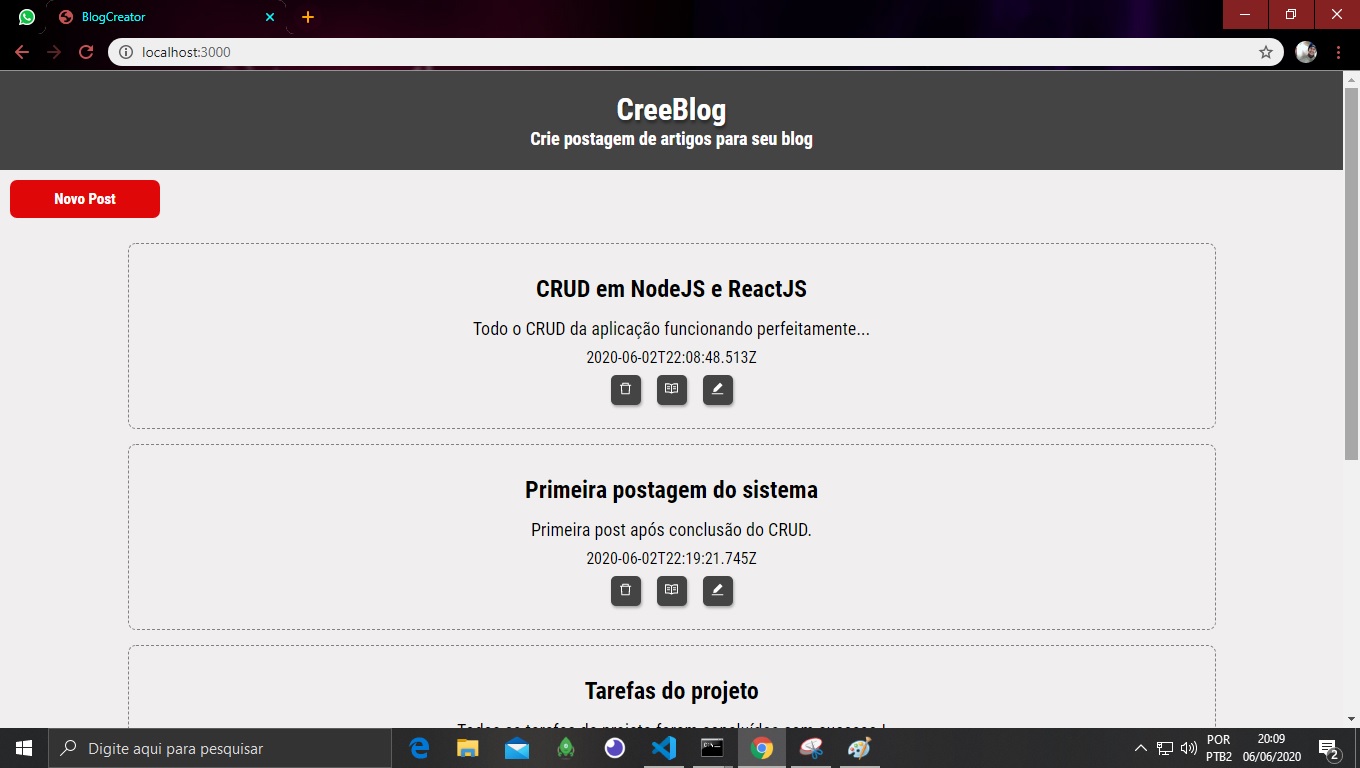 BlogCreator
localhost:3000
CreeBlog
Crie postagem de artigos para seu blog
Novo Post
CRUD em NodeJS e ReactJS
Todo o CRUD da aplicação funcionando perfeitamente...
2020-06-02T22:08:48.513Z
Primeira postagem do sistema
Primeira post após conclusão do CRUD.
2020-06-02T22:19:21.745Z
Tarefas do projeto
Digite aqui para pesquisar
POR
PTB2
20:09
06/06/2020
2